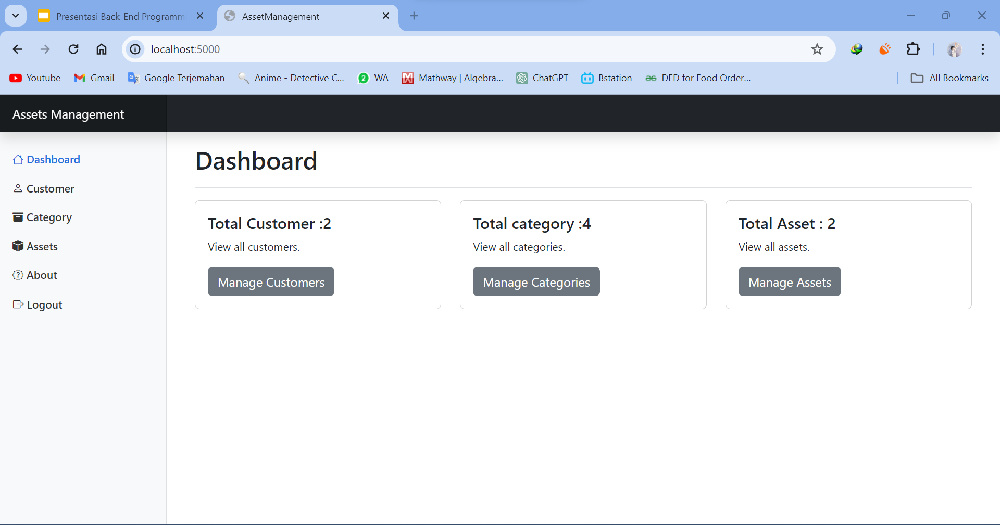 Presentasi Back-End Programmi
AssetManagement
localhost:5000
Youtube
Gmail
Google Terjemahan
Anime - Detective C...
2
WA
Mathway | Algebra...
ChatGPT
Bstation
DFD for Food Order...
All Bookmarks
Assets Management
Dashboard
Customer
Category
Assets
About
Logout
Dashboard
Total Customer :2
View all customers.
Manage Customers
Total category :4
View all categories.
Manage Categories
Total Asset : 2
View all assets.
Manage Assets